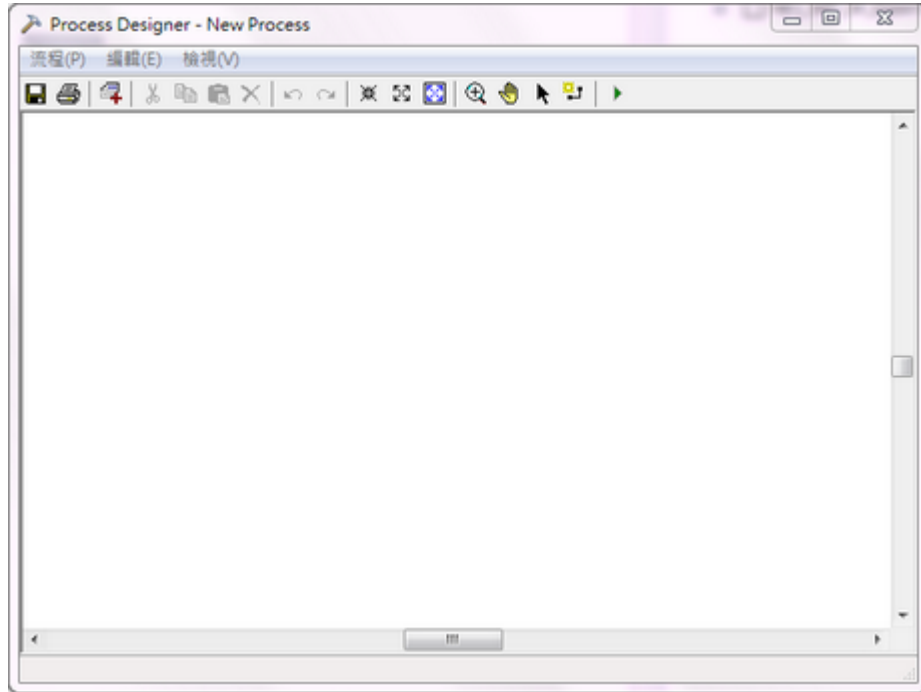 Process Designer - New Process
流程(P) 編輯(E) 檢視(V)